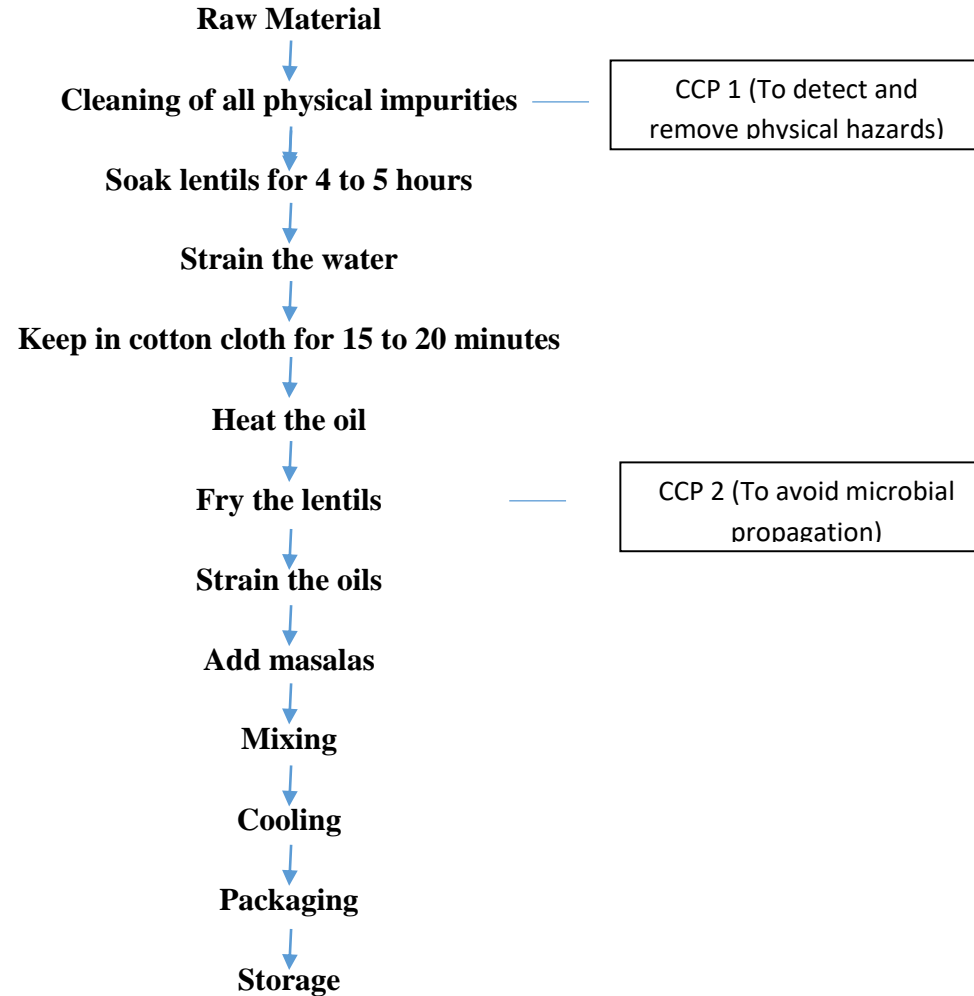 Raw Material
Cleaning of all physical impurities
CCP 1 (To detect and
remove physical hazards)
Soak lentils for 4 to 5 hours
Strain the water
Keep in cotton cloth for 15 to 20 minutes
Heat the oil
Fry the lentils
CCP 2 (To avoid microbial
propagation)
Strain the oils
Add masalas
Mixing
Cooling
Packaging
Storage